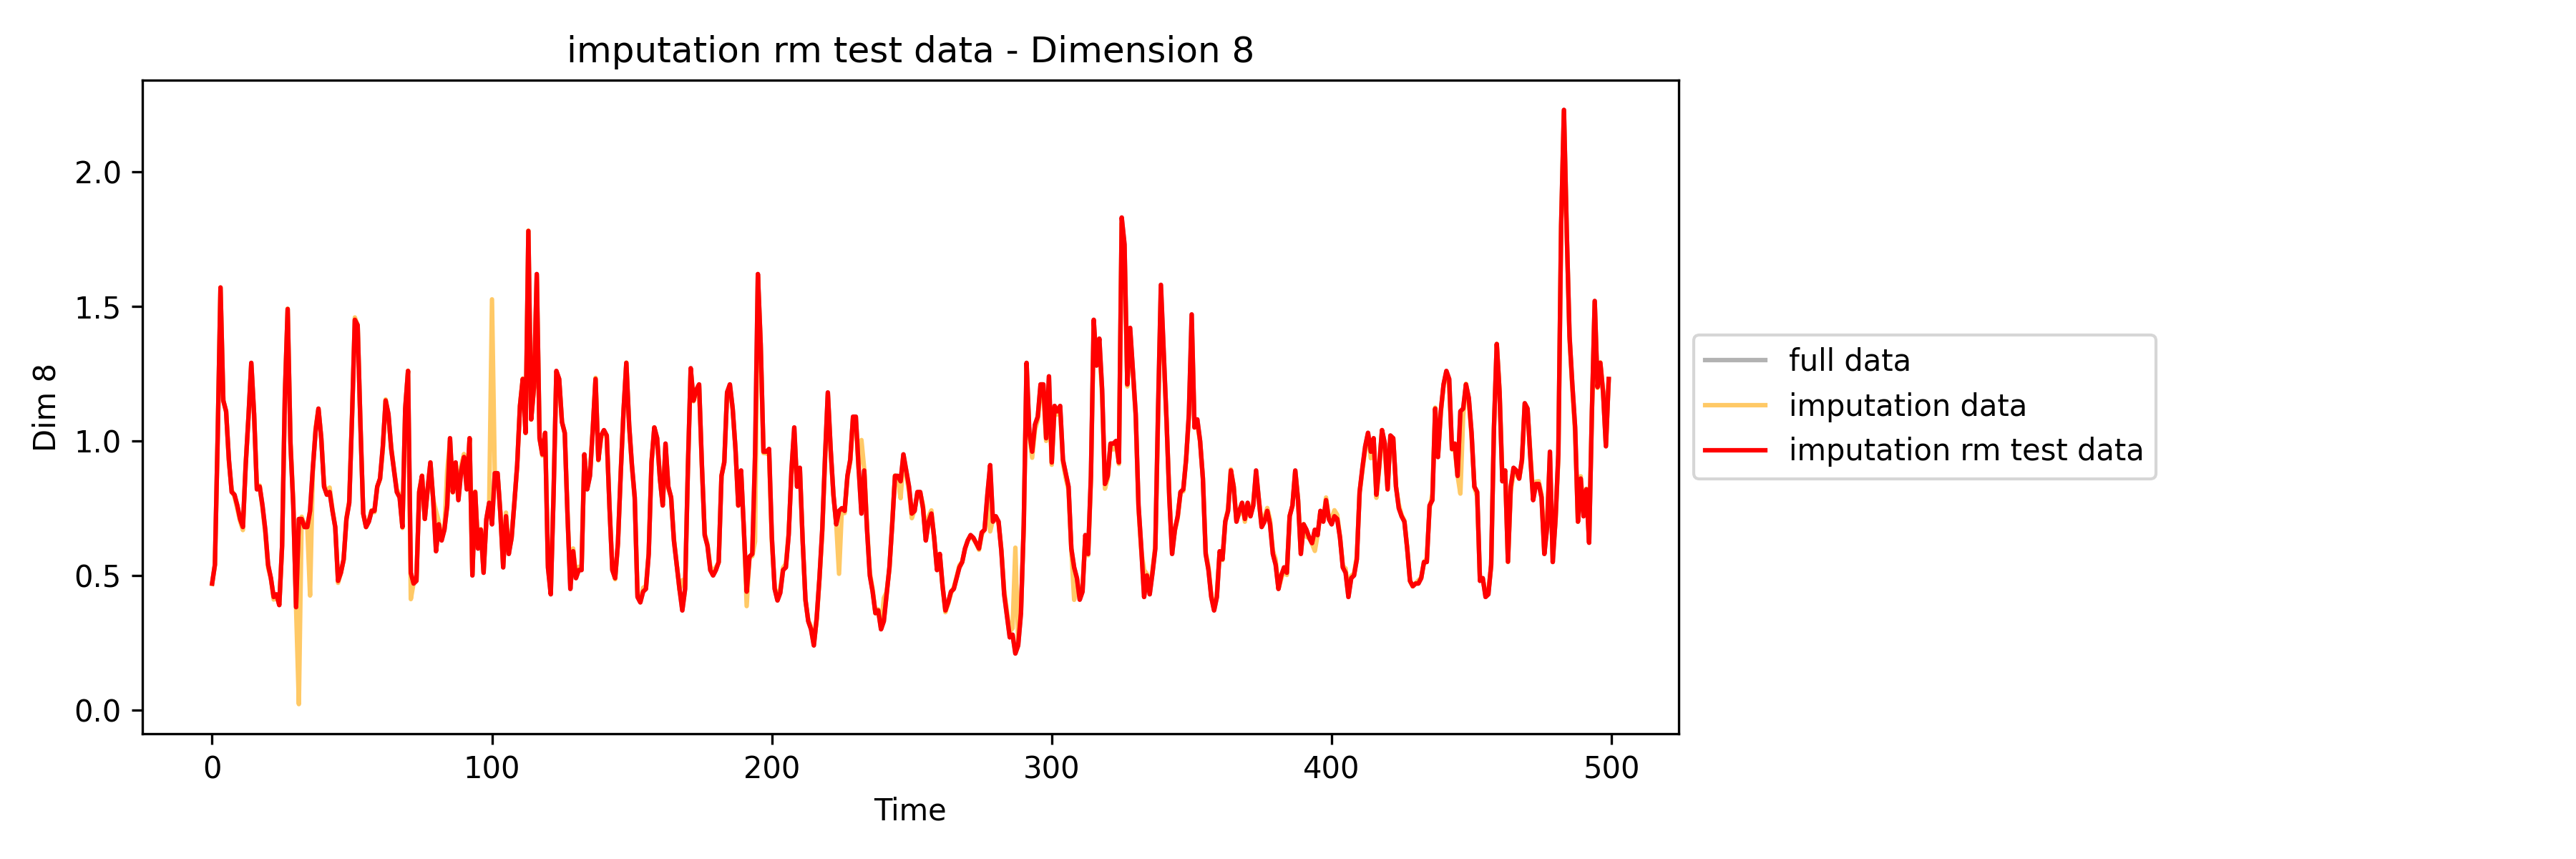 imputation rm test data - Dimension 8
2.0
1.5
1.0
0.5
0.0
Dim 8
0 100 200 300 400 500
Time
full data
imputation data
imputation rm test data